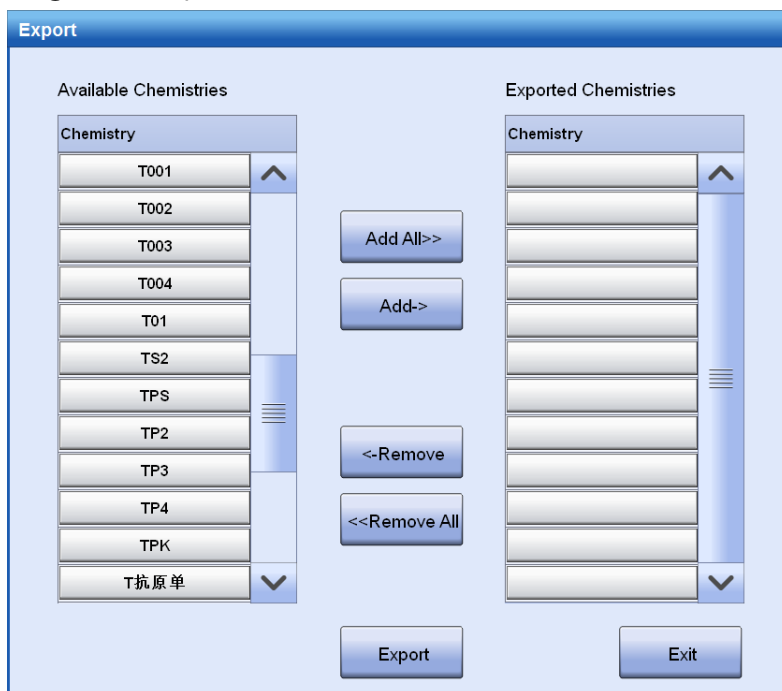 Export
Available Chemistries
Exported Chemistries
Chemistry
Chemistry
T001
T002
T003
T004
T01
TS2
TPS
TP2
TP3
TP4
TPK
T抗原单
Add All>>
Add->
<-Remove
<<Remove All
Export
Exit